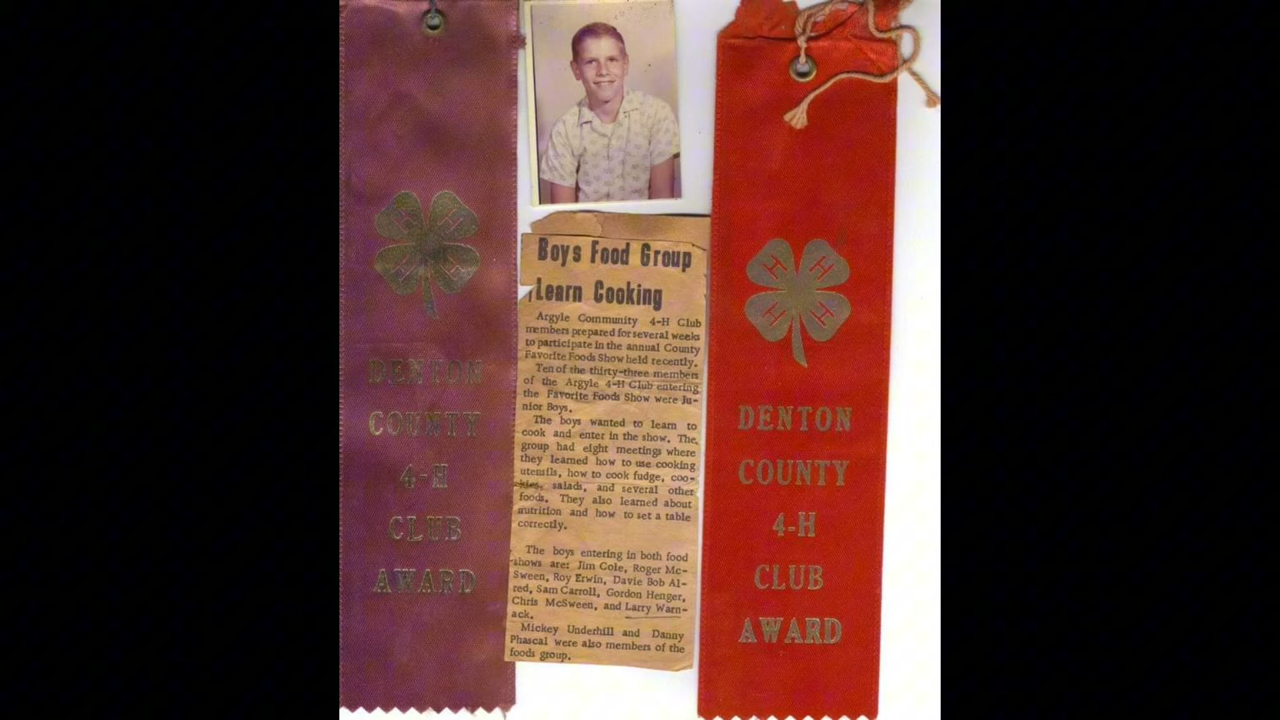 DENTON
COUNTY
4-H
CLUB
AWARD
Boys Food Group
Learn Cooking
Argyle Community 4-H Club
members prepared for several weeks
to participate in the annual County
Favorite Foods Show held recently.
Ten of the thirty-three members
of the Argyle 4-H Club entering
the Favorite Foods Show were Ju-
nior Boys.
The boys wanted to learn to
cook and enter in the show. The
group had eight meetings where
they learned how to use cooking
utensils, how to cook fudge, coo-
kies, salads, and several other
foods. They also learned about
nutrition and how to set a table
correctly.
The boys entering in both food
shows are: Jim Cole, Roger Mc-
Sween, Roy Erwin, Davie Bob Al-
red, Sam Carroll, Gordon Henger,
Chris McSween, and Larry Warn-
ack.
Mickey Underhill and Danny
Phascal were also members of the
foods group.
H H
H H
DENTON
COUNTY
4-H
CLUB
AWARD